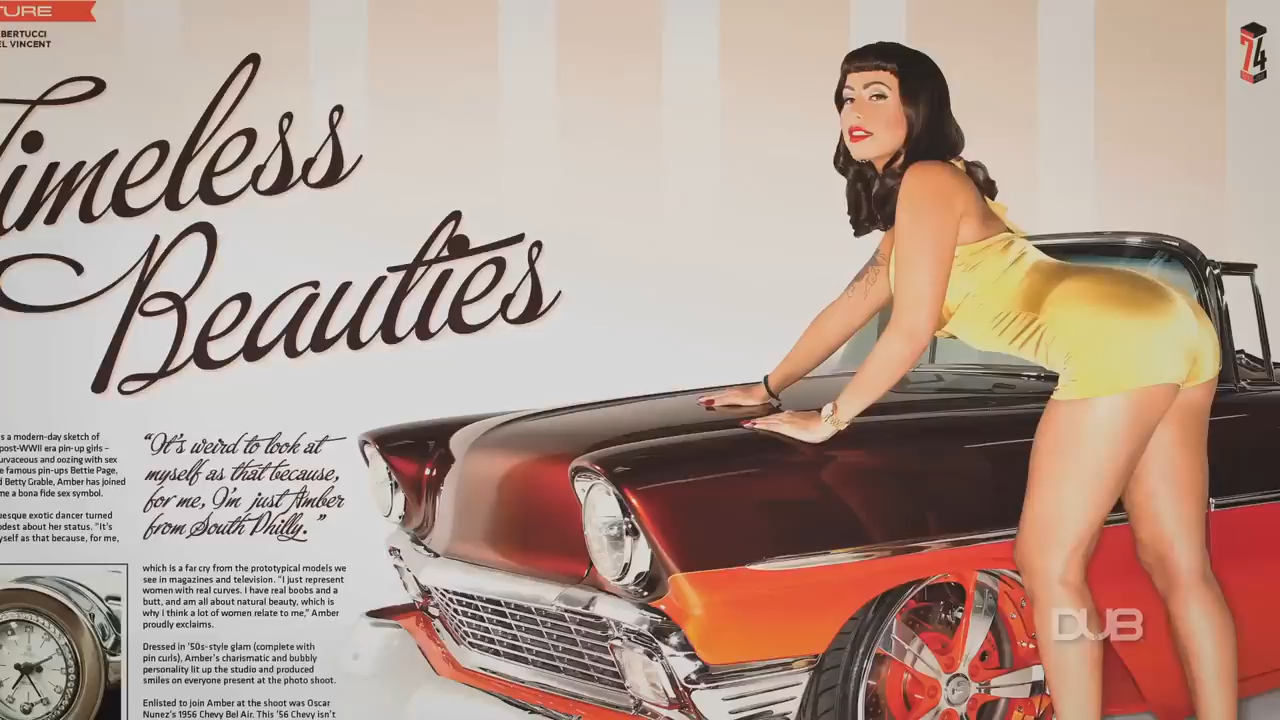 TURE
BERTUCCI
EL VINCENT
74
Timeless
Beauties
s a modern-day sketch of
post-WWII era pin-up girls –
urvaceous and oozing with sex
e famous pin-ups Bettie Page,
d Betty Grable, Amber has joined
me a bona fide sex symbol.
uesque exotic dancer turned
odest about her status. "It's
yself as that because, for me,
"It's weird to look at
myself as that because,
for me, I'm just Amber
from South Philly."
which is a far cry from the prototypical models we
see in magazines and television. "I just represent
women with real curves. I have real boobs and a
butt, and am all about natural beauty, which is
why I think a lot of women relate to me," Amber
proudly exclaims.
Dressed in '50s-style glam (complete with
pin curls), Amber's charismatic and bubbly
personality lit up the studio and produced
smiles on everyone present at the photo shoot.
Enlisted to join Amber at the shoot was Oscar
Nunez's 1956 Chevy Bel Air. This '56 Chevy isn't
DUB